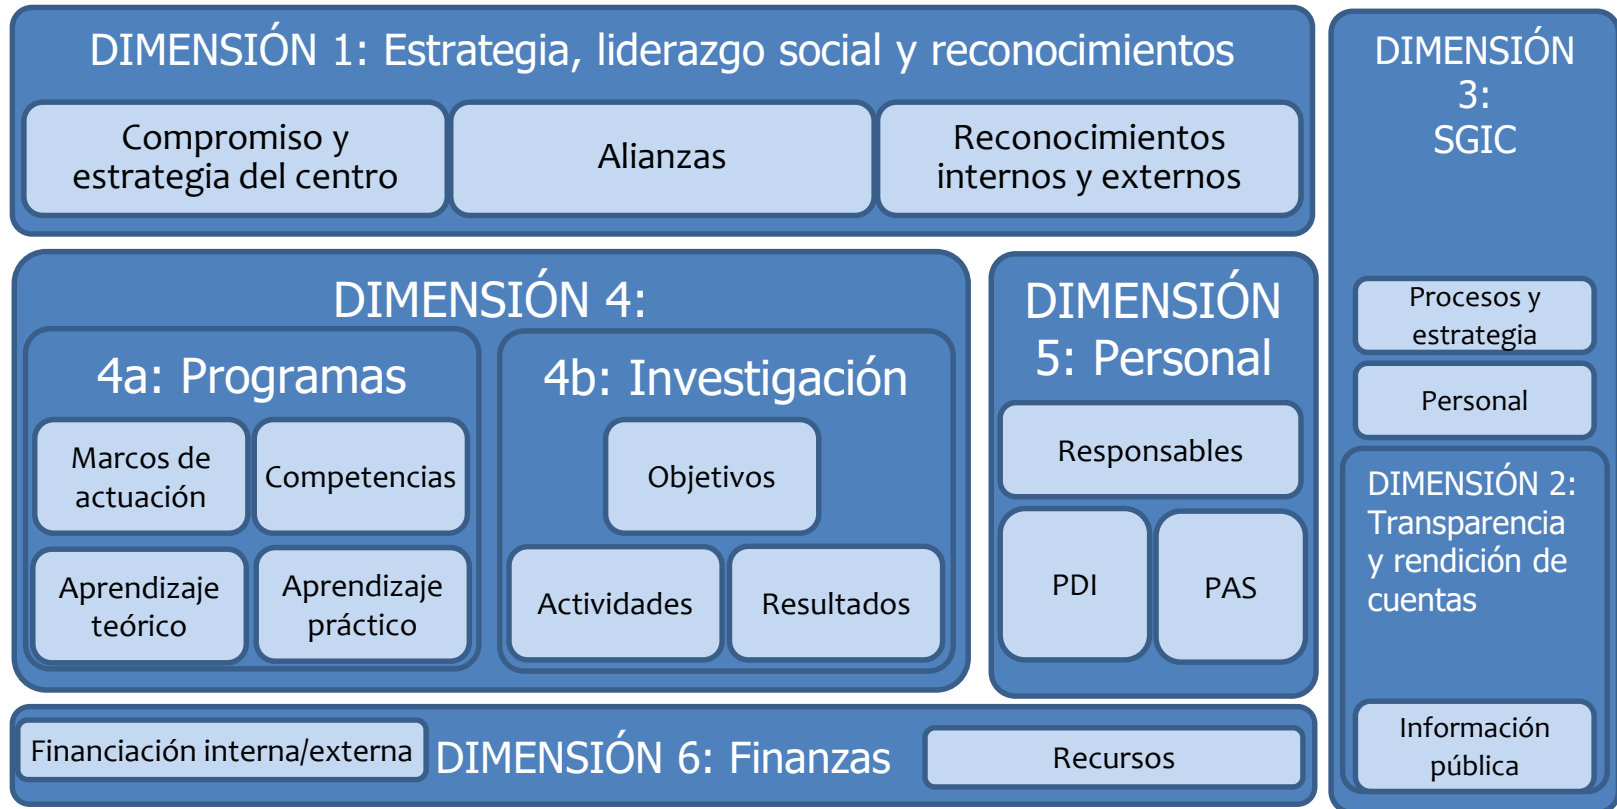 DIMENSIÓN 1: Estrategia, liderazgo social y reconocimientos
Compromiso y
estrategia del centro
Alianzas
Reconocimientos
internos y externos
DIMENSIÓN
3:
SGIC
Procesos y
estrategia
Personal
DIMENSIÓN 2:
Transparencia
y rendición de
cuentas
Información
pública
DIMENSIÓN 4:
4a: Programas
Marcos de
actuación
Competencias
Aprendizaje
teórico
Aprendizaje
práctico
4b: Investigación
Objetivos
Actividades
Resultados
DIMENSIÓN
5: Personal
Responsables
PDI
PAS
Financiación interna/externa
DIMENSIÓN 6: Finanzas
Recursos